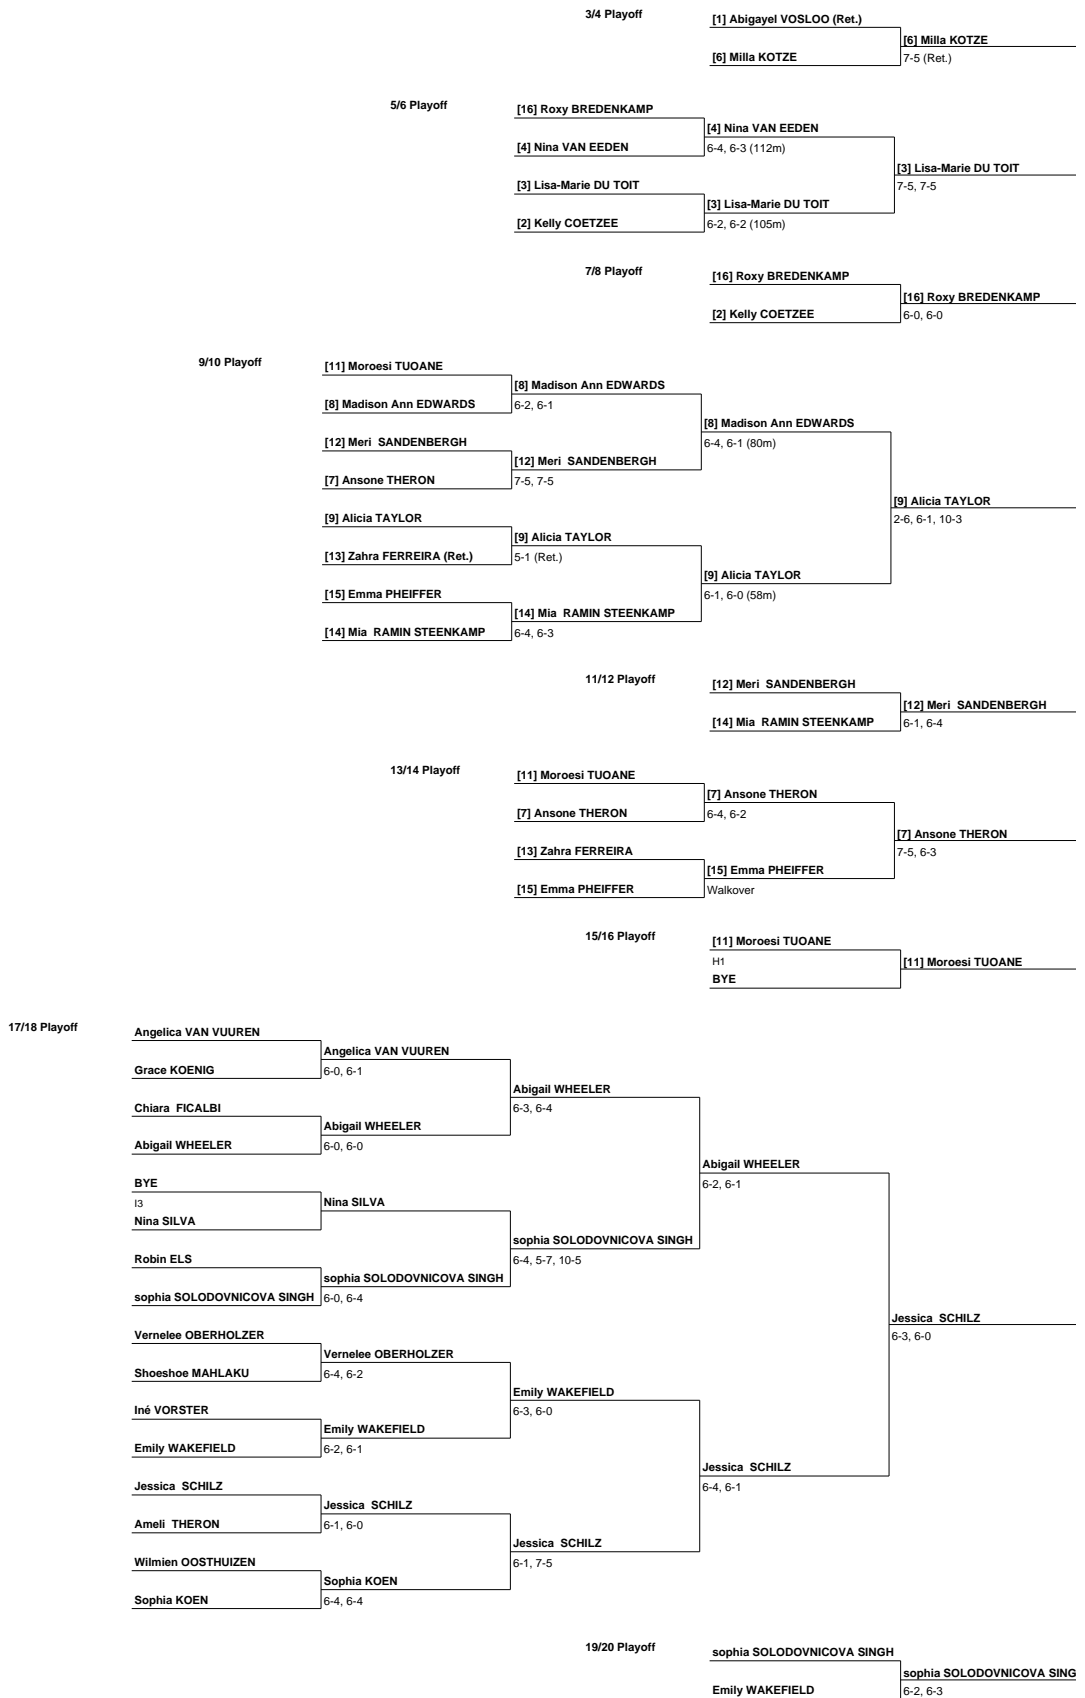 3/4 Playoff
[1] Abigayel VOSLOO (Ret.)
[6] Milla KOTZE
[6] Milla KOTZE
7-5 (Ret.)
5/6 Playoff
[16] Roxy BREDENKAMP
[4] Nina VAN EEDEN
[4] Nina VAN EEDEN
6-4, 6-3 (112m)
[3] Lisa-Marie DU TOIT
7-5, 7-5
[3] Lisa-Marie DU TOIT
[3] Lisa-Marie DU TOIT
[2] Kelly COETZEE
6-2, 6-2 (105m)
7/8 Playoff
[16] Roxy BREDENKAMP
[16] Roxy BREDENKAMP
[2] Kelly COETZEE
6-0, 6-0
9/10 Playoff
[11] Moroesi TUOANE
[8] Madison Ann EDWARDS
[8] Madison Ann EDWARDS
6-2, 6-1
[8] Madison Ann EDWARDS
6-4, 6-1 (80m)
[12] Meri SANDENBERGH
[12] Meri SANDENBERGH
[7] Ansone THERON
7-5, 7-5
[9] Alicia TAYLOR
2-6, 6-1, 10-3
[9] Alicia TAYLOR
[9] Alicia TAYLOR
[13] Zahra FERREIRA (Ret.)
5-1 (Ret.)
[9] Alicia TAYLOR
6-1, 6-0 (58m)
[15] Emma PHEIFFER
[14] Mia RAMIN STEENKAMP
[14] Mia RAMIN STEENKAMP
6-4, 6-3
11/12 Playoff
[12] Meri SANDENBERGH
[12] Meri SANDENBERGH
[14] Mia RAMIN STEENKAMP
6-1, 6-4
13/14 Playoff
[11] Moroesi TUOANE
[7] Ansone THERON
[7] Ansone THERON
6-4, 6-2
[7] Ansone THERON
7-5, 6-3
[13] Zahra FERREIRA
[15] Emma PHEIFFER
[15] Emma PHEIFFER
Walkover
15/16 Playoff
[11] Moroesi TUOANE
H1
[11] Moroesi TUOANE
BYE
17/18 Playoff
Angelica VAN VUUREN
Angelica VAN VUUREN
Grace KOENIG
6-0, 6-1
Abigail WHEELER
6-3, 6-4
Chiara FICALBI
Abigail WHEELER
Abigail WHEELER
6-0, 6-0
Abigail WHEELER
6-2, 6-1
BYE
I3
Nina SILVA
Nina SILVA
sophia SOLODOVNICOVA SINGH
6-4, 5-7, 10-5
Robin ELS
sophia SOLODOVNICOVA SINGH
sophia SOLODOVNICOVA SINGH
6-0, 6-4
Jessica SCHILZ
6-3, 6-0
Vernelee OBERHOLZER
Vernelee OBERHOLZER
Shoeshoe MAHLAKU
6-4, 6-2
Emily WAKEFIELD
6-3, 6-0
Iné VORSTER
Emily WAKEFIELD
Emily WAKEFIELD
6-2, 6-1
Jessica SCHILZ
6-4, 6-1
Jessica SCHILZ
Jessica SCHILZ
Ameli THERON
6-1, 6-0
Jessica SCHILZ
6-1, 7-5
Wilmien OOSTHUIZEN
Sophia KOEN
Sophia KOEN
6-4, 6-4
19/20 Playoff
sophia SOLODOVNICOVA SINGH
sophia SOLODOVNICOVA SING
Emily WAKEFIELD
6-2, 6-3